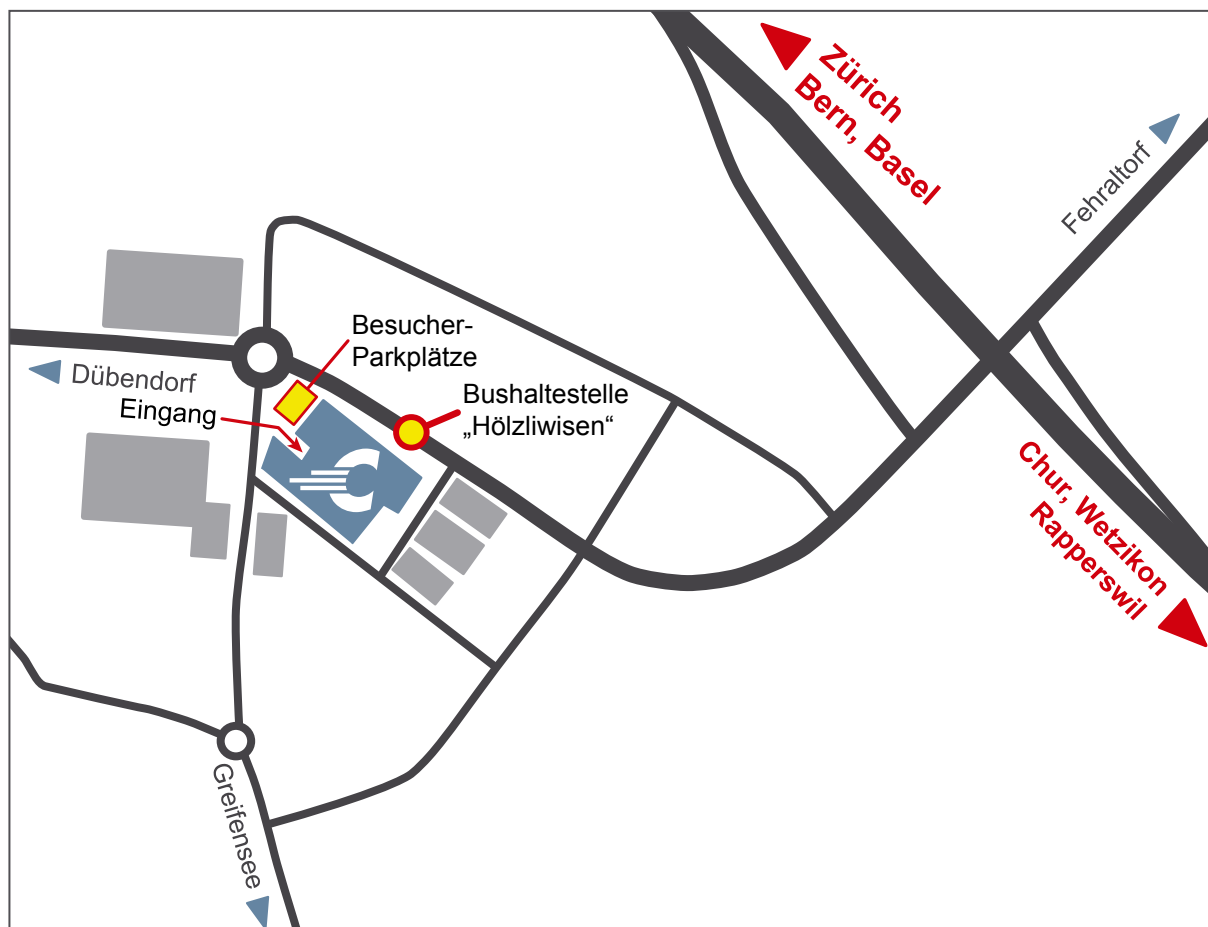 Zürich
Bern, Basel
Fehraltorf
Besucher-
Parkplätze
Dübendorf
Eingang
Bushaltestelle
„Hölzliwisen“
Chur, Wetzikon
Rapperswil
Greifensee